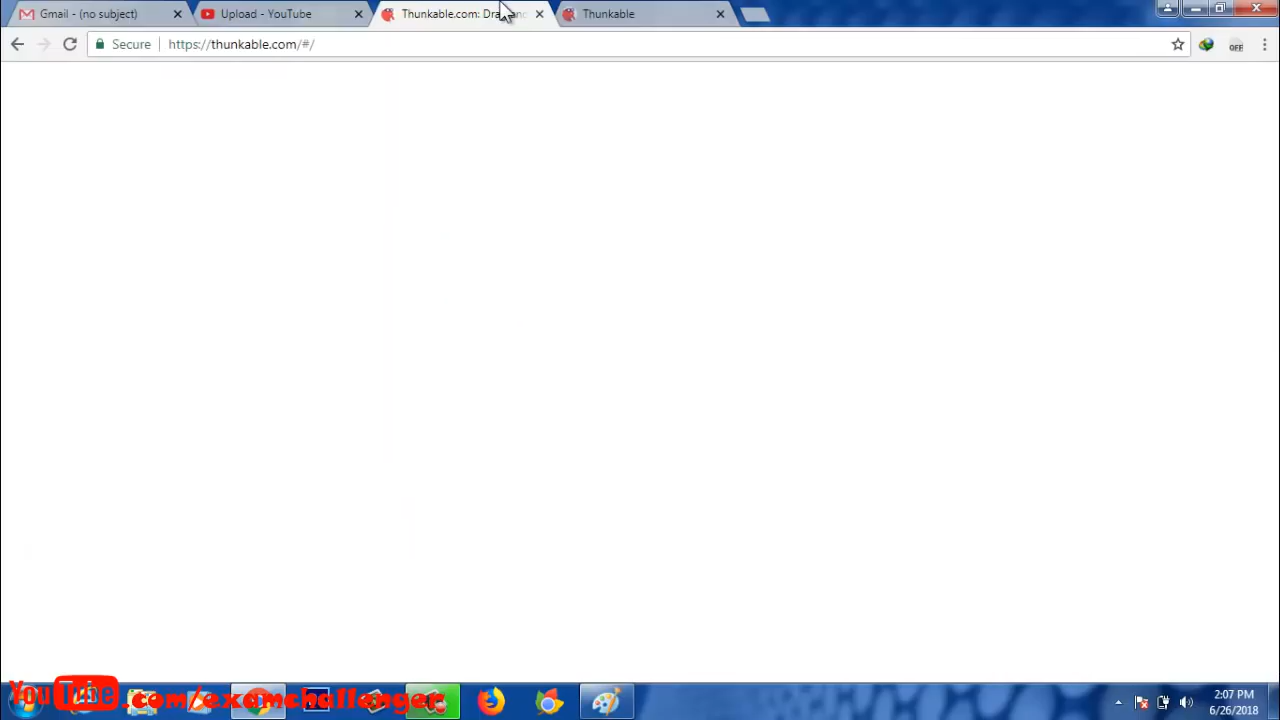 Gmail - (no subject)
Upload - YouTube
Thunkable.com: Dra
Thunkable
Secure
https://thunkable.com/#/
OFF
YouTube.com/examchallenger
2:07 PM
6/26/2018